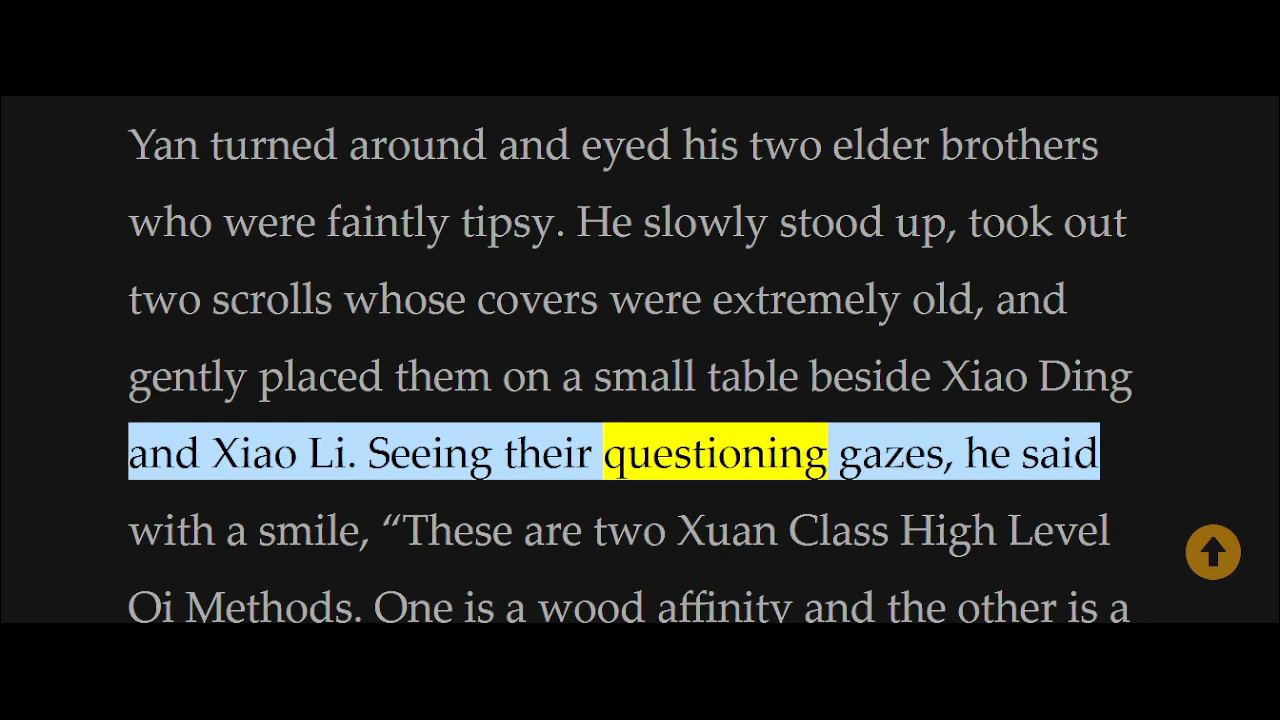 Yan turned around and eyed his two elder brothers
who were faintly tipsy. He slowly stood up, took out
two scrolls whose covers were extremely old, and
gently placed them on a small table beside Xiao Ding
and Xiao Li. Seeing their questioning gazes, he said
with a smile, “These are two Xuan Class High Level
Qi Methods. One is a wood affinity and the other is a